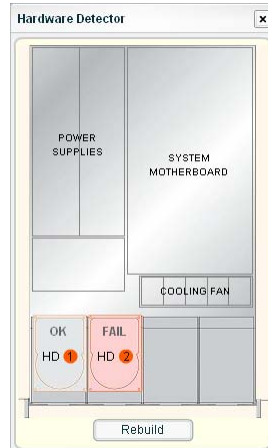 Hardware Detector
POWER
SUPPLIES
SYSTEM
MOTHERBOARD
COOLING FAN
OK
HD 1
FAIL
HD 2
Rebuild